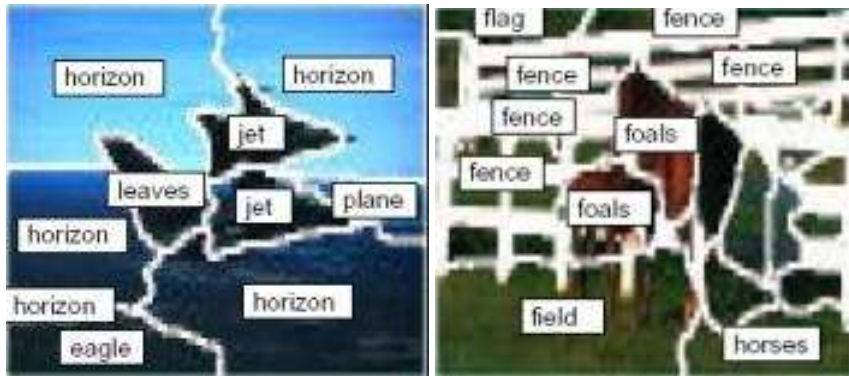 horizon
horizon
jet
leaves
jet
plane
horizon
horizon
horizon
eagle
flag
fence
fence
fence
fence
foals
fence
foals
field
horses